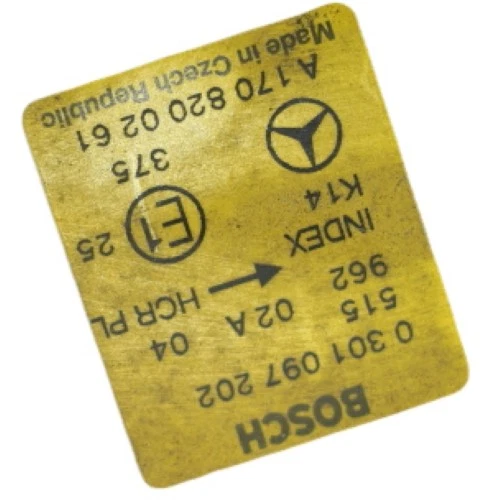 BOSCH
0 301 097 202
515
962
02 A 04
HCR PL
INDEX
K14
E1 25
375
A 170 820 02 61
Made in Czech Republic